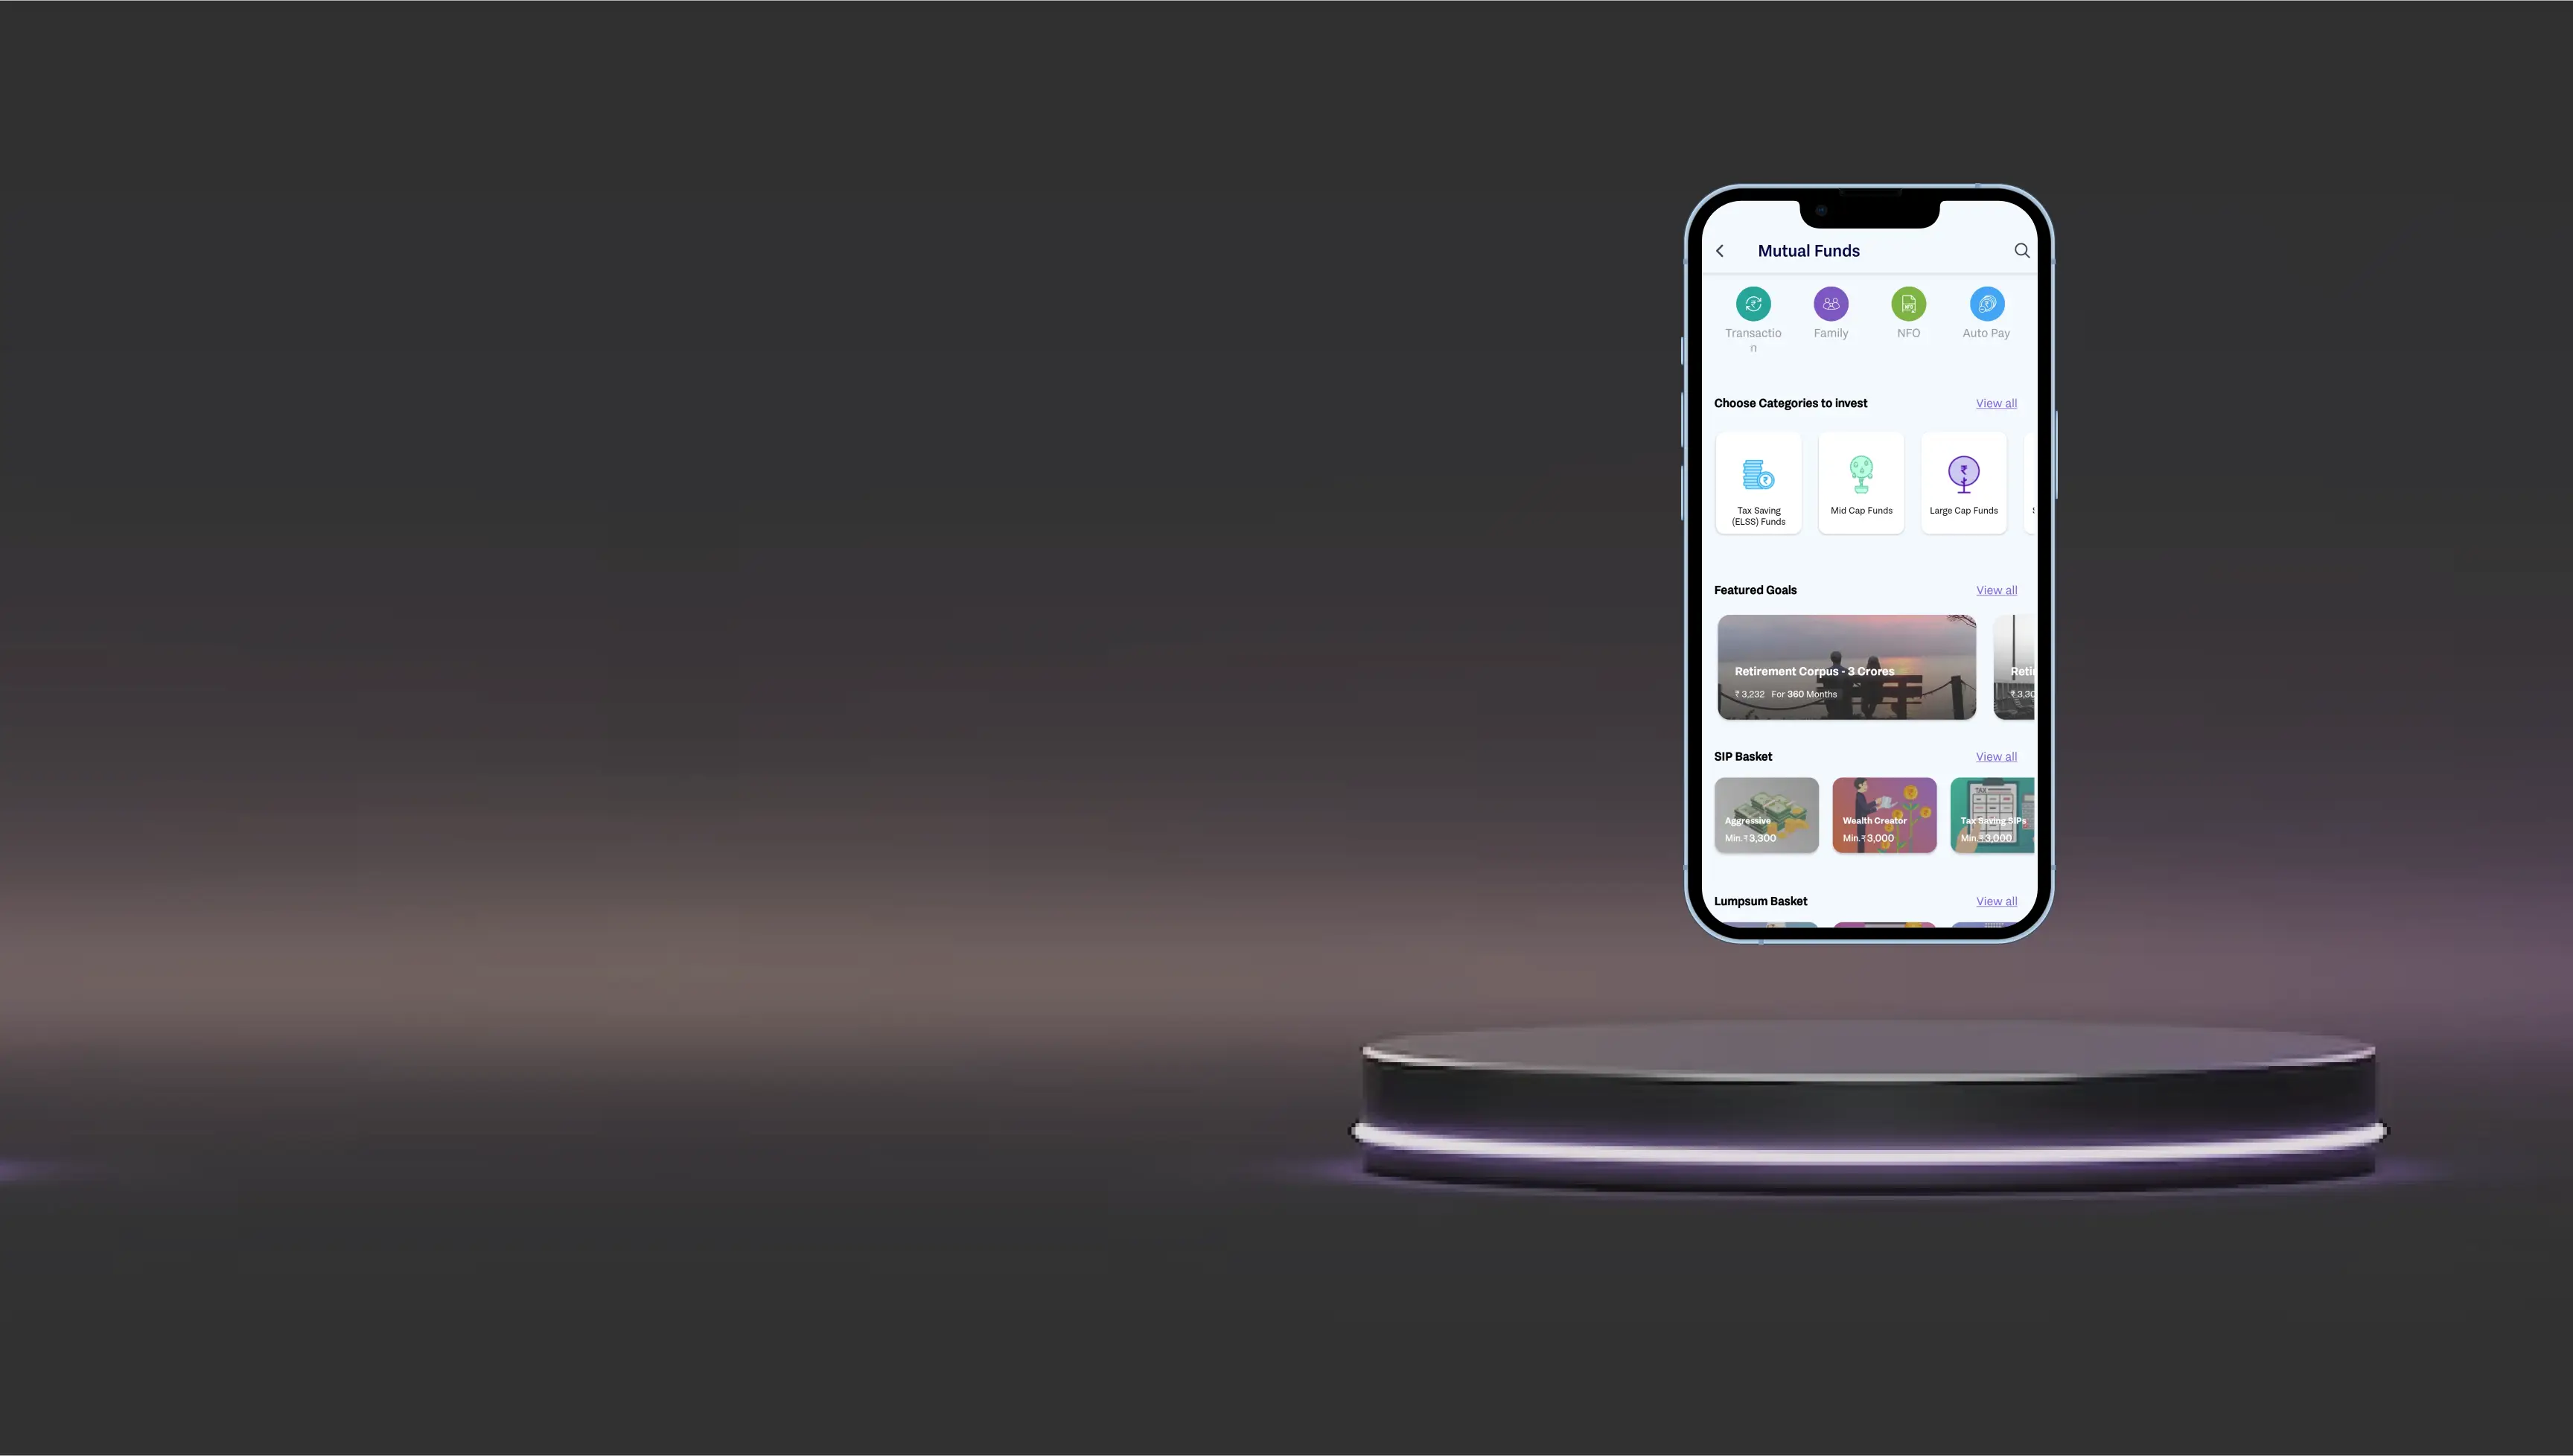 Mutual Funds
Transactio
n
Family
NFO
Auto Pay
Choose Categories to invest
View all
Tax Saving
(ELSS) Funds
Mid Cap Funds
Large Cap Funds
Featured Goals
View all
Retirement Corpus - 3 Crores
₹ 3,232 For 360 Months
SIP Basket
View all
Aggressive
Min.₹3,300
Wealth Creator
Min.₹3,000
TAX
Tax Saving SIPs
Min.₹3,000
Lumpsum Basket
View all